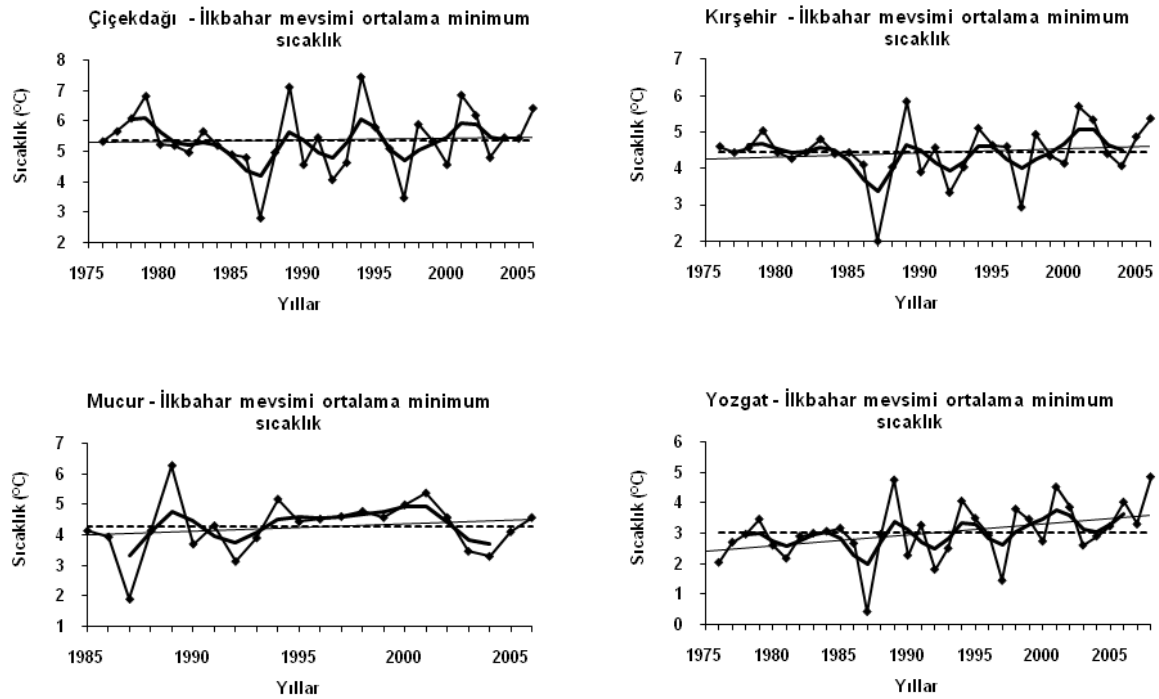 Çiçekdağı - İlkbahar mevsimi ortalama minimum
sıcaklık
Sıcaklık (°C)
8
7
6
5
4
3
2
1975 1980 1985 1990 1995 2000 2005
Yıllar
Kırşehir - İlkbahar mevsimi ortalama minimum
sıcaklık
Sıcaklık (°C)
7
6
5
4
3
2
1975 1980 1985 1990 1995 2000 2005
Yıllar
Mucur - İlkbahar mevsimi ortalama minimum
sıcaklık
Sıcaklık (°C)
7
6
5
4
3
2
1
1985 1990 1995 2000 2005
Yıllar
Yozgat - İlkbahar mevsimi ortalama minimum
sıcaklık
Sıcaklık (°C)
6
5
4
3
2
1
0
1975 1980 1985 1990 1995 2000 2005
Yıllar